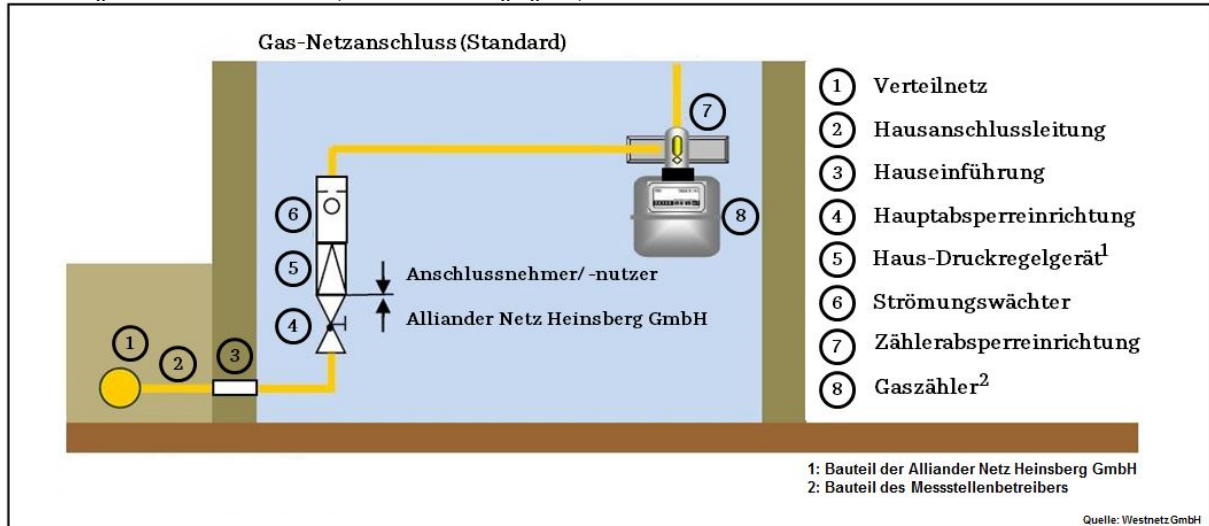 Gas-Netzanschluss (Standard)
1 Verteilnetz
2 Hausanschlussleitung
3 Hauseinführung
4 Hauptabsperreinrichtung
5 Haus-Druckregelgerät¹
6 Strömungswächter
7 Zählerabsperreinrichtung
8 Gaszähler²
7
6
8
5
Anschlussnehmer/-nutzer
4
Alliander Netz Heinsberg GmbH
1
2
3
1: Bauteil der Alliander Netz Heinsberg GmbH
2: Bauteil des Messstellenbetreibers
Quelle: Westnetz GmbH